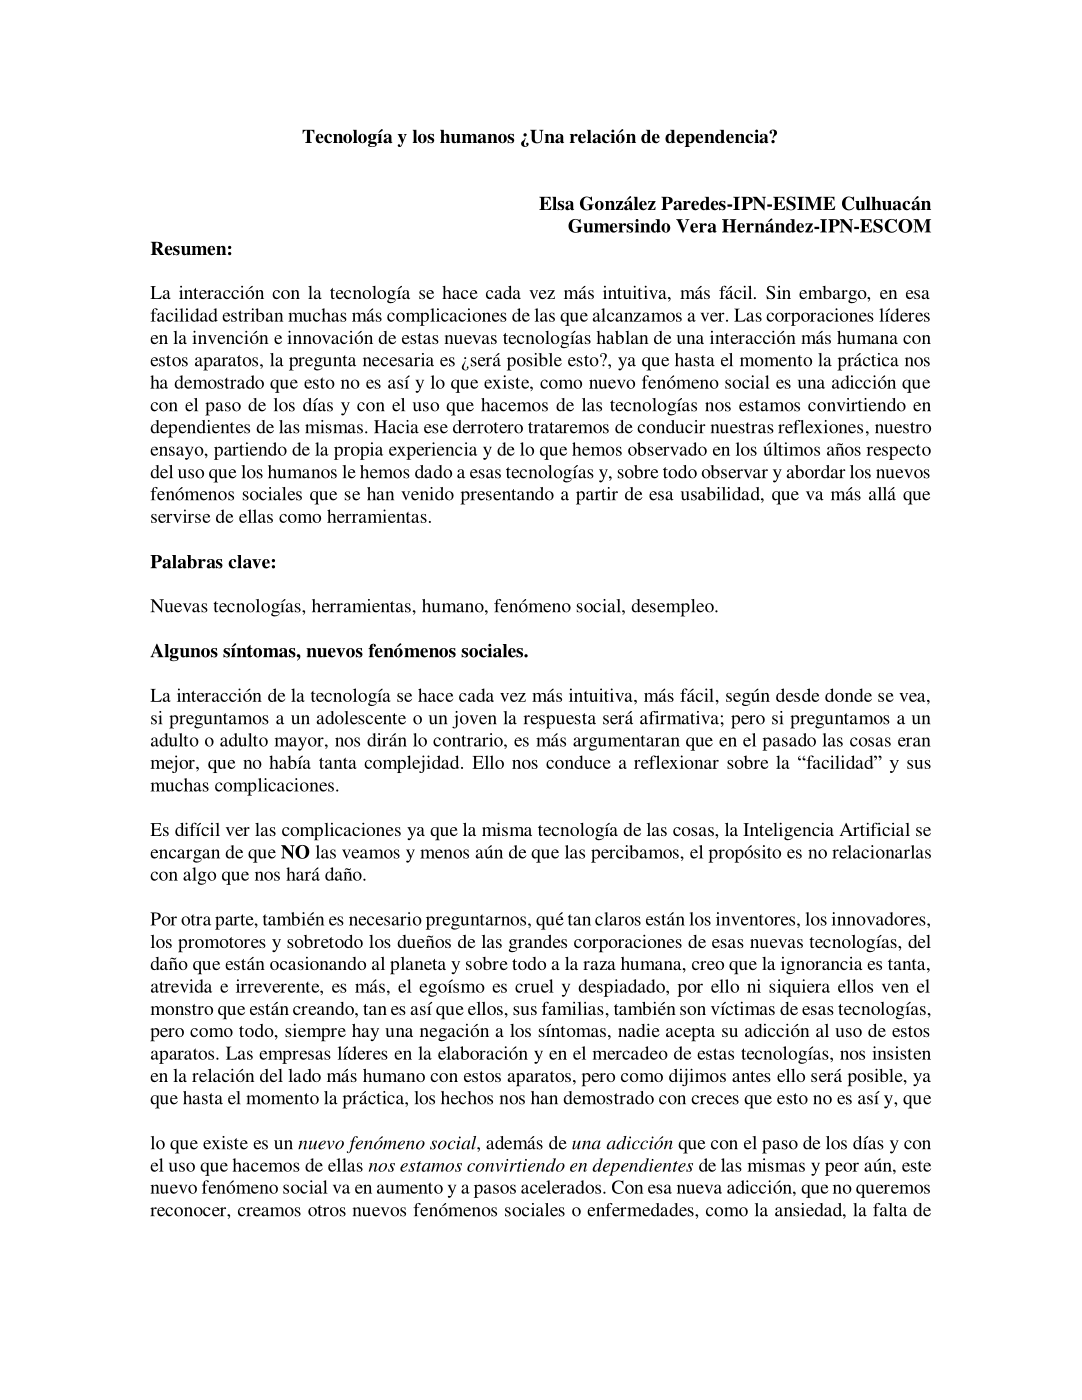 Tecnología y los humanos ¿Una relación de dependencia?
Elsa González Paredes-IPN-ESIME Culhuacán
Gumersindo Vera Hernández-IPN-ESCOM
Resumen:
La interacción con la tecnología se hace cada vez más intuitiva, más fácil. Sin embargo, en esa
facilidad estriban muchas más complicaciones de las que alcanzamos a ver. Las corporaciones líderes
en la invención e innovación de estas nuevas tecnologías hablan de una interacción más humana con
estos aparatos, la pregunta necesaria es ¿será posible esto?, ya que hasta el momento la práctica nos
ha demostrado que esto no es así y lo que existe, como nuevo fenómeno social es una adicción que
con el paso de los días y con el uso que hacemos de las tecnologías nos estamos convirtiendo en
dependientes de las mismas. Hacia ese derrotero trataremos de conducir nuestras reflexiones, nuestro
ensayo, partiendo de la propia experiencia y de lo que hemos observado en los últimos años respecto
del uso que los humanos le hemos dado a esas tecnologías y, sobre todo observar y abordar los nuevos
fenómenos sociales que se han venido presentando a partir de esa usabilidad, que va más allá que
servirse de ellas como herramientas.
Palabras clave:
Nuevas tecnologías, herramientas, humano, fenómeno social, desempleo.
Algunos síntomas, nuevos fenómenos sociales.
La interacción de la tecnología se hace cada vez más intuitiva, más fácil, según desde donde se vea,
si preguntamos a un adolescente o un joven la respuesta será afirmativa; pero si preguntamos a un
adulto o adulto mayor, nos dirán lo contrario, es más argumentaran que en el pasado las cosas eran
mejor, que no había tanta complejidad. Ello nos conduce a reflexionar sobre la “facilidad” y sus
muchas complicaciones.
Es difícil ver las complicaciones ya que la misma tecnología de las cosas, la Inteligencia Artificial se
encargan de que NO las veamos y menos aún de que las percibamos, el propósito es no relacionarlas
con algo que nos hará daño.
Por otra parte, también es necesario preguntarnos, qué tan claros están los inventores, los innovadores,
los promotores y sobretodo los dueños de las grandes corporaciones de esas nuevas tecnologías, del
daño que están ocasionando al planeta y sobre todo a la raza humana, creo que la ignorancia es tanta,
atrevida e irreverente, es más, el egoísmo es cruel y despiadado, por ello ni siquiera ellos ven el
monstro que están creando, tan es así que ellos, sus familias, también son víctimas de esas tecnologías,
pero como todo, siempre hay una negación a los síntomas, nadie acepta su adicción al uso de estos
aparatos. Las empresas líderes en la elaboración y en el mercadeo de estas tecnologías, nos insisten
en la relación del lado más humano con estos aparatos, pero como dijimos antes ello será posible, ya
que hasta el momento la práctica, los hechos nos han demostrado con creces que esto no es así y, que
lo que existe es un nuevo fenómeno social, además de una adicción que con el paso de los días y con
el uso que hacemos de ellas nos estamos convirtiendo en dependientes de las mismas y peor aún, este
nuevo fenómeno social va en aumento y a pasos acelerados. Con esa nueva adicción, que no queremos
reconocer, creamos otros nuevos fenómenos sociales o enfermedades, como la ansiedad, la falta de